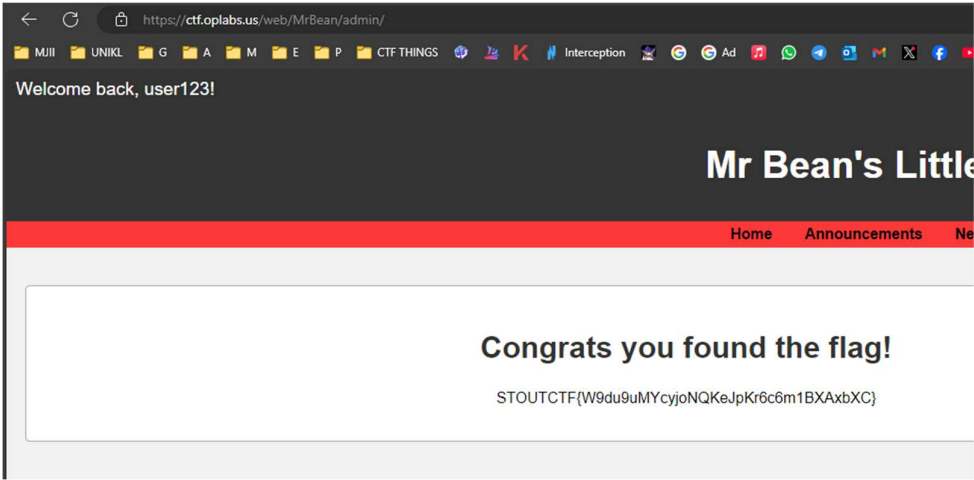 https://ctf.oplabs.us/web/MrBean/admin/
MJII UNIKL G A M E P CTF THINGS Interception Ad
Welcome back, user123!
Mr Bean's Little
Home Announcements Ne
Congrats you found the flag!
STOUTCTF{W9du9uMYcyjoNQKeJpKr6c6m1BXAxbXC}